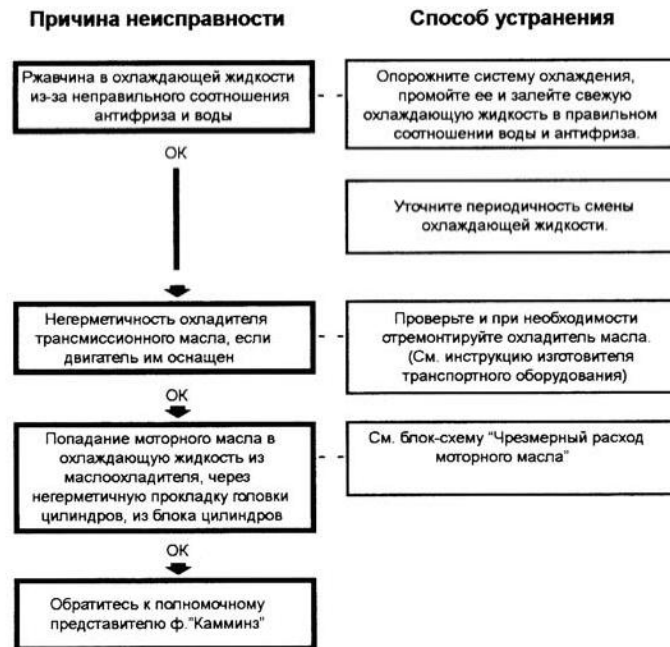 Причина неисправности
Способ устранения
Ржавчина в охлаждающей жидкости
из-за неправильного соотношения
антифриза и воды
Опорожните систему охлаждения,
промойте ее и залейте свежую
охлаждающую жидкость в правильном
соотношении воды и антифриза.
ОК
Уточните периодичность смены
охлаждающей жидкости.
Негерметичность охладителя
трансмиссионного масла, если
двигатель им оснащен
Проверьте и при необходимости
отремонтируйте охладитель масла.
(См. инструкцию изготовителя
транспортного оборудования)
ОК
Попадание моторного масла в
охлаждающую жидкость из
маслоохладителя, через
негерметичную прокладку головки
цилиндров, из блока цилиндров
См. блок-схему “Чрезмерный расход
моторного масла”
ОК
Обратитесь к полномочному
представителю ф.“Камминз”